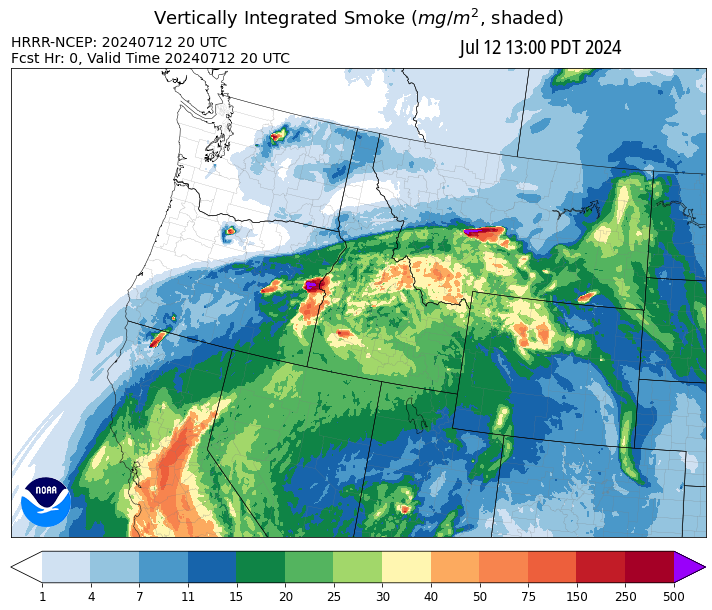 Vertically Integrated Smoke (mg/m², shaded)
HRRR-NCEP: 20240712 20 UTC
Fcst Hr: 0, Valid Time 20240712 20 UTC
Jul 12 13:00 PDT 2024
NOAA
1 4 7 11 15 20 25 30 40 50 75 150 250 500